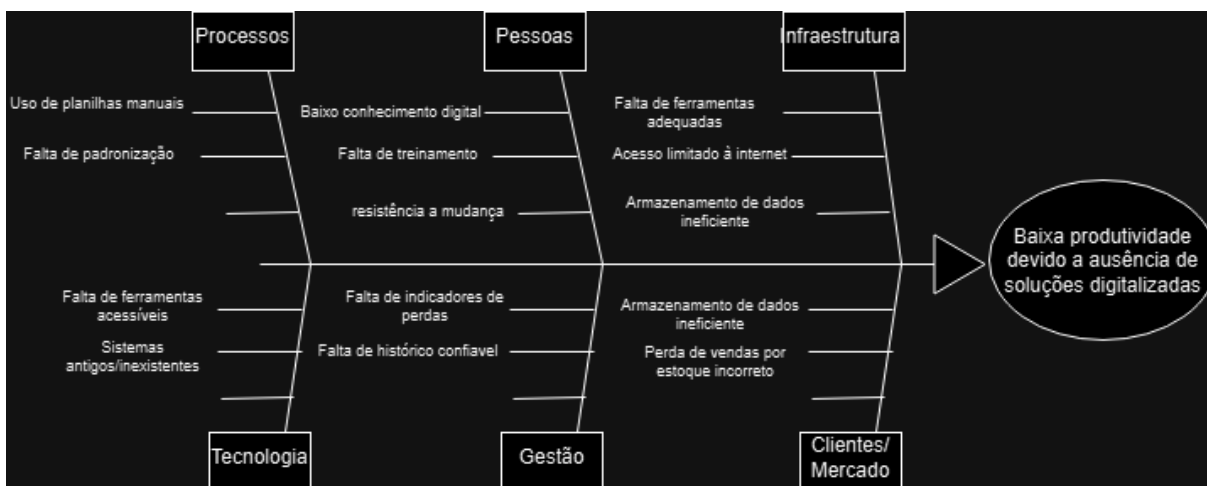 Processos
Pessoas
Infraestrutura
Uso de planilhas manuais
Falta de padronização
Baixo conhecimento digital
Falta de treinamento
resistência a mudança
Falta de ferramentas
adequadas
Acesso limitado à internet
Armazenamento de dados
ineficiente
Baixa produtividade
devido a ausência de
soluções digitalizadas
Falta de ferramentas
acessíveis
Sistemas
antigos/inexistentes
Falta de indicadores de
perdas
Falta de histórico confiavel
Armazenamento de dados
ineficiente
Perda de vendas por
estoque incorreto
Tecnologia
Gestão
Clientes/
Mercado